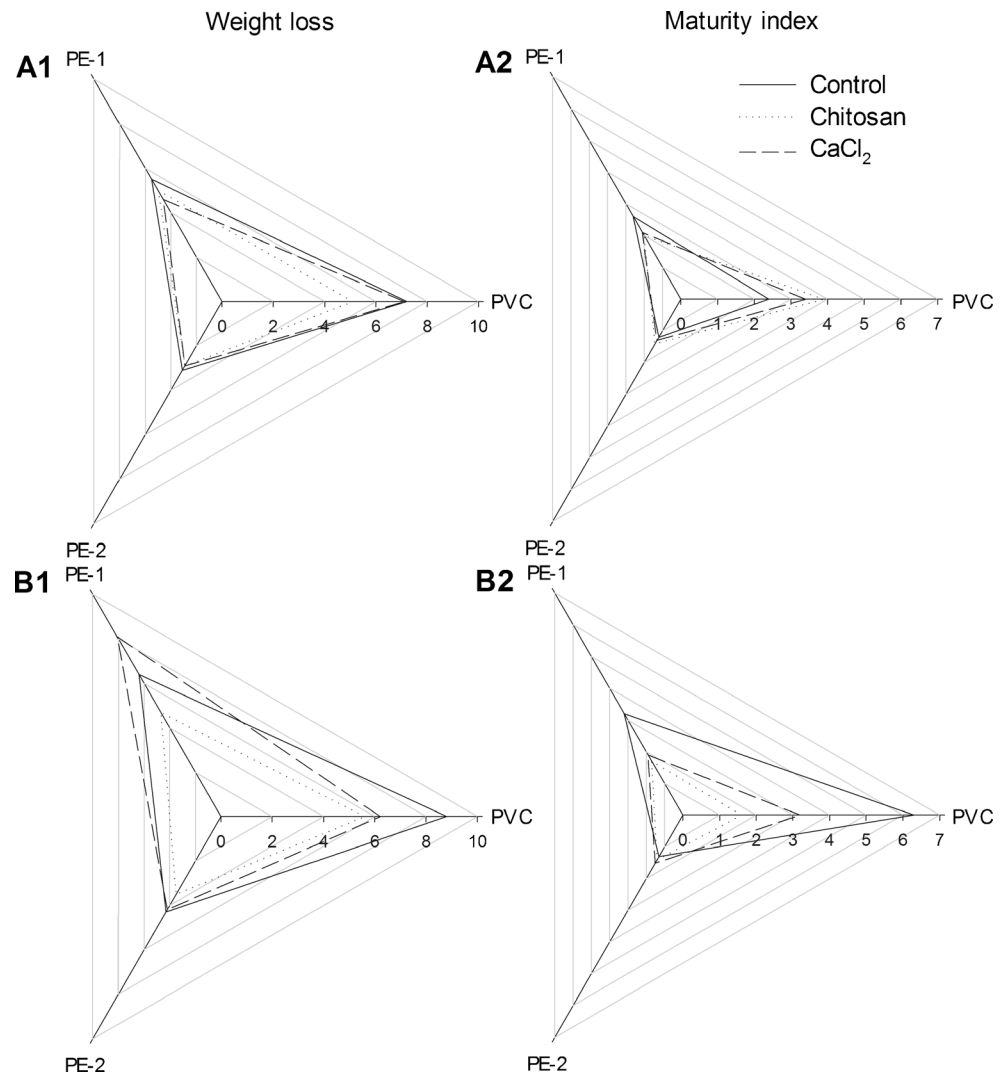 Weight loss
Maturity index
A1
PE-1
A2
PE-1
Control
Chitosan
CaCl₂
PVC
0 2 4 6 8 10
PVC
0 1 2 3 4 5 6 7
PE-2
PE-2
B1
PE-1
B2
PE-1
PVC
0 2 4 6 8 10
PVC
0 1 2 3 4 5 6 7
PE-2
PE-2